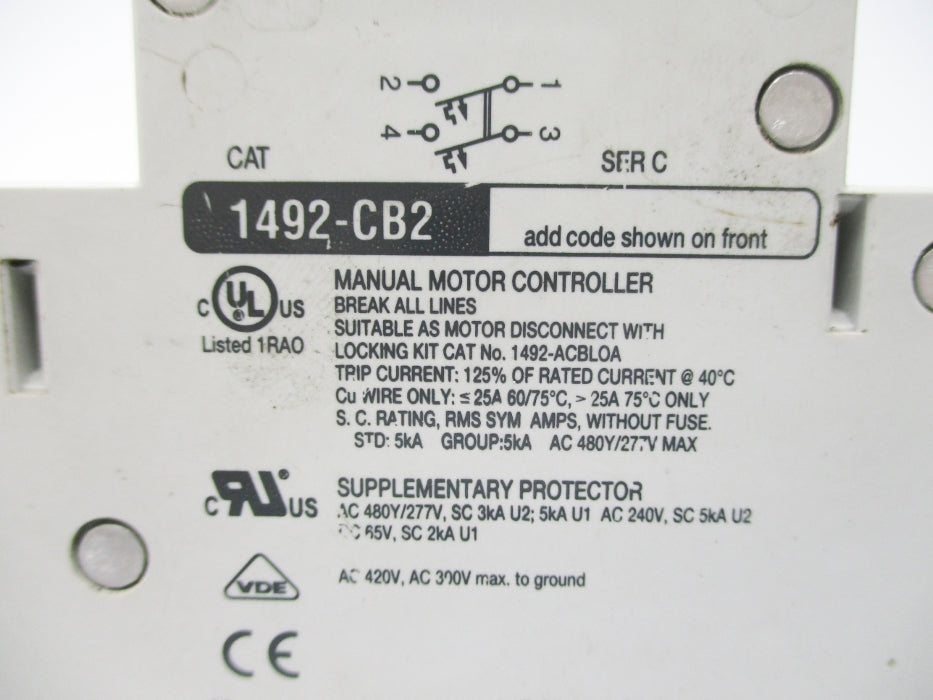 2 1
4 3
CAT SER C
1492-CB2 add code shown on front
C UL ® US
Listed 1RAO
MANUAL MOTOR CONTROLLER
BREAK ALL LINES
SUITABLE AS MOTOR DISCONNECT WITH
LOCKING KIT CAT No. 1492-ACBLOA
TRIP CURRENT: 125% OF RATED CURRENT @ 40°C
Cu WIRE ONLY: ≤ 25A 60/75°C, > 25A 75°C ONLY
S. C. RATING, RMS SYM AMPS, WITHOUT FUSE.
STD: 5kA GROUP:5kA AC 480Y/277V MAX
C RU ® US
SUPPLEMENTARY PROTECTOR
AC 480Y/277V, SC 3kA U2; 5kA U1 AC 240V, SC 5kA U2
DC 65V, SC 2kA U1
VDE
AC 420V, AC 300V max. to ground
CE